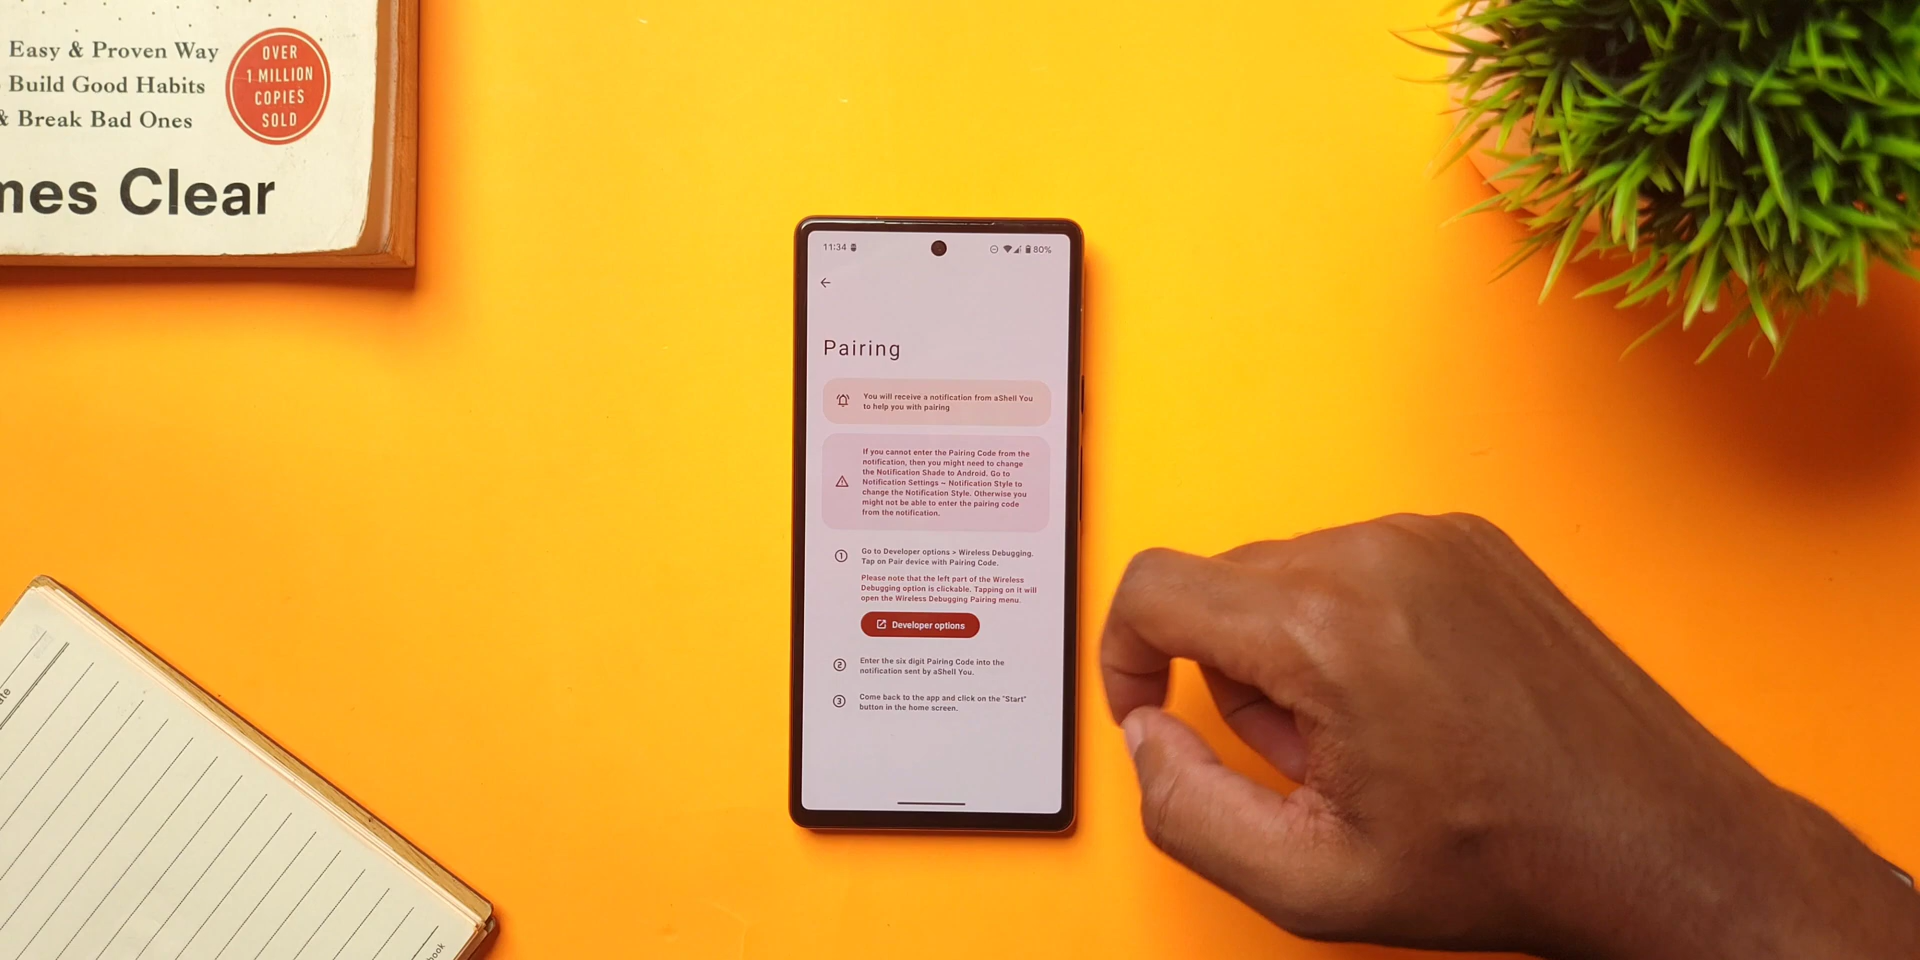 Easy & Proven Way
Build Good Habits
& Break Bad Ones
OVER
1 MILLION
COPIES
SOLD
mes Clear
11:34
80%
Pairing
You will receive a notification from aShell You
to help you with pairing
If you cannot enter the Pairing Code from the
notification, then you might need to change
the Notification Shade to Android. Go to
Notification Settings – Notification Style to
change the Notification Style. Otherwise you
might not be able to enter the pairing code
from the notification.
1 Go to Developer options > Wireless Debugging.
Tap on Pair device with Pairing Code.
Please note that the left part of the Wireless
Debugging option is clickable. Tapping on it will
open the Wireless Debugging Pairing menu.
Developer options
2 Enter the six digit Pairing Code into the
notification sent by aShell You.
3 Come back to the app and click on the "Start"
button in the home screen.